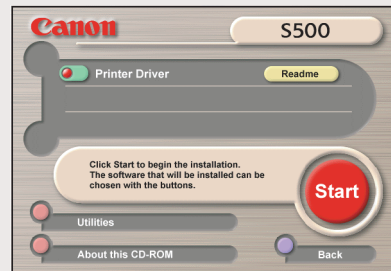 Canon
S500
Printer Driver
Readme
Click Start to begin the installation.
The software that will be installed can be
chosen with the buttons.
Start
Utilities
About this CD-ROM
Back